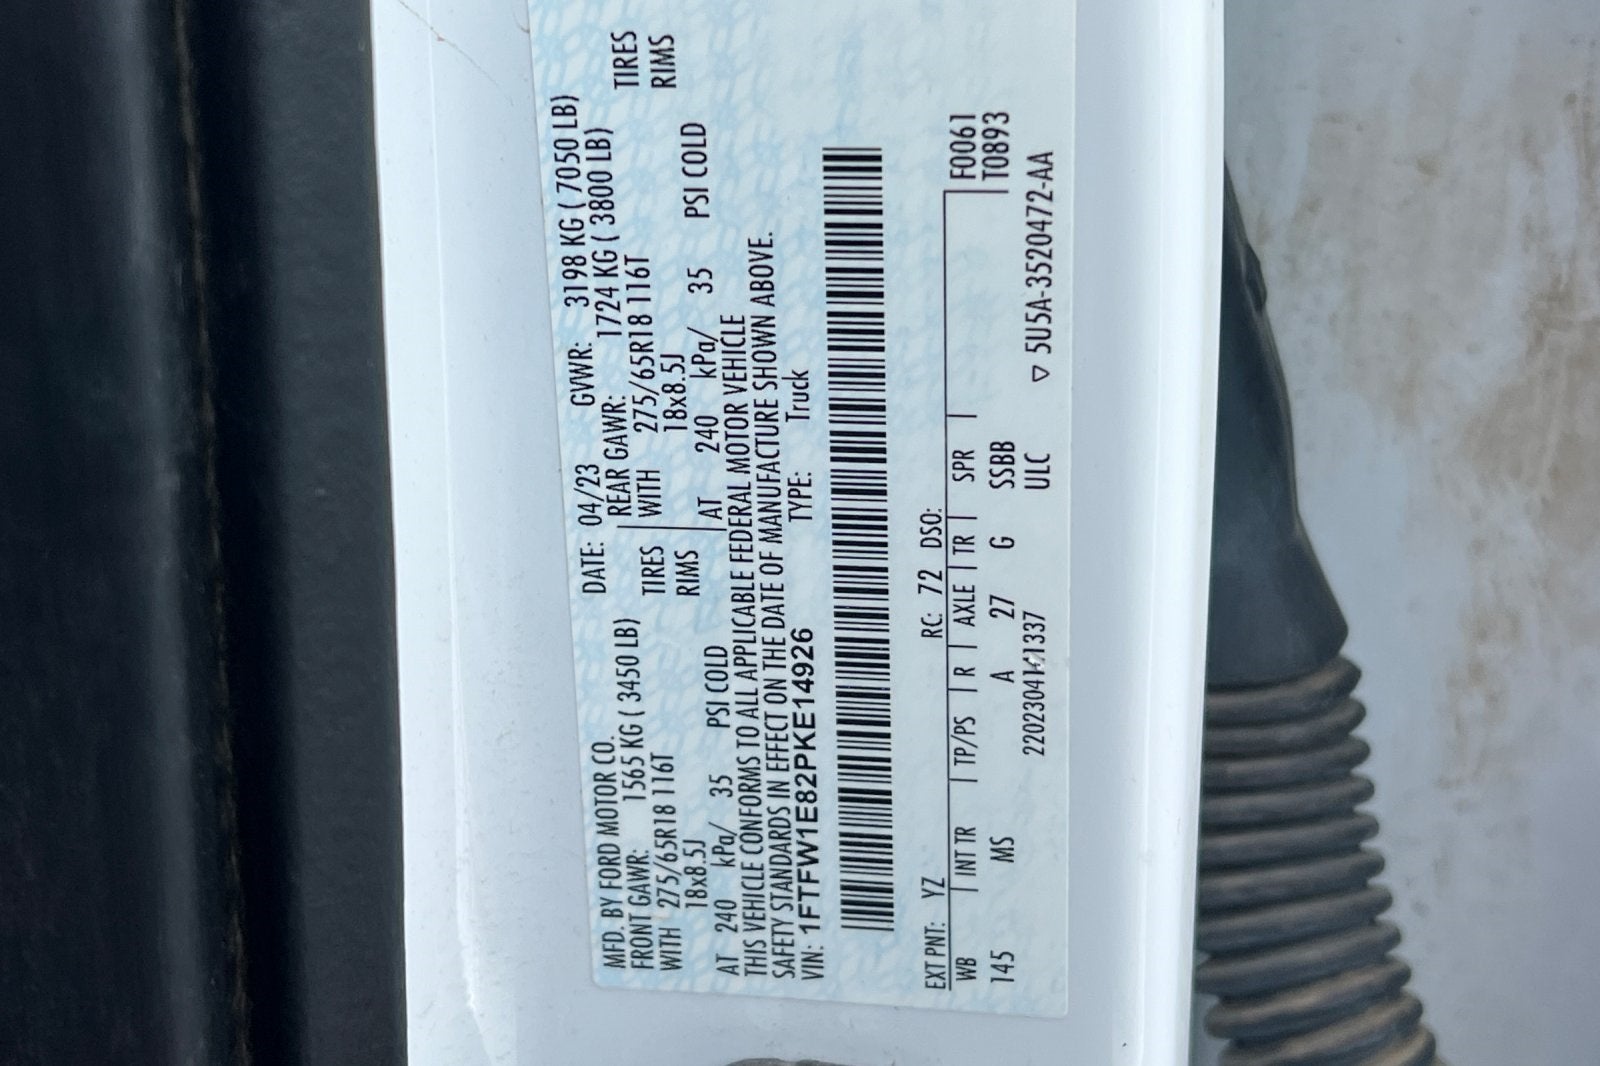 MFD. BY FORD MOTOR CO.
DATE: 04/23 GVWR: 3198 KG ( 7050 LB)
FRONT GAWR: 1565 KG ( 3450 LB) REAR GAWR: 1724 KG ( 3800 LB)
WITH 275/65R18 116T TIRES WITH 275/65R18 116T TIRES
18x8.5J RIMS 18x8.5J RIMS
AT 240 kPa/ 35 PSI COLD AT 240 kPa/ 35 PSI COLD
THIS VEHICLE CONFORMS TO ALL APPLICABLE FEDERAL MOTOR VEHICLE
SAFETY STANDARDS IN EFFECT ON THE DATE OF MANUFACTURE SHOWN ABOVE.
VIN: 1FTFW1E82PKE14926 TYPE: Truck
EXT PNT: YZ RC: 72 DSO:
WB INT TR TP/PS R AXLE TR SPR F0061
145 MS A 27 G SSBB T0893
ULC ▽ 5U5A-3520472-AA